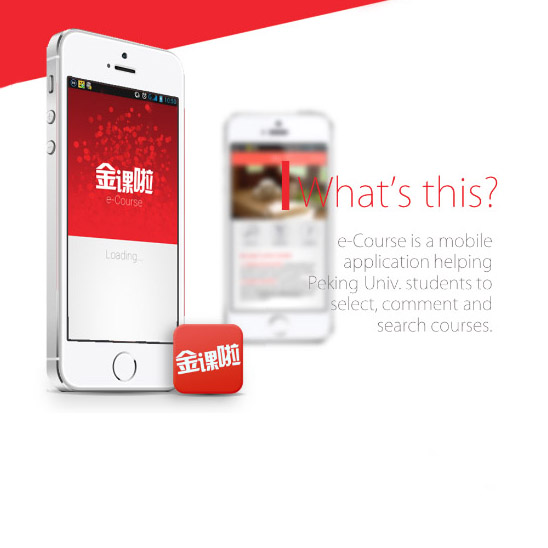 金课啦
e-Course
Loading...
金课啦
What's this?
e-Course is a mobile
application helping
Peking Univ. students to
select, comment and
search courses.